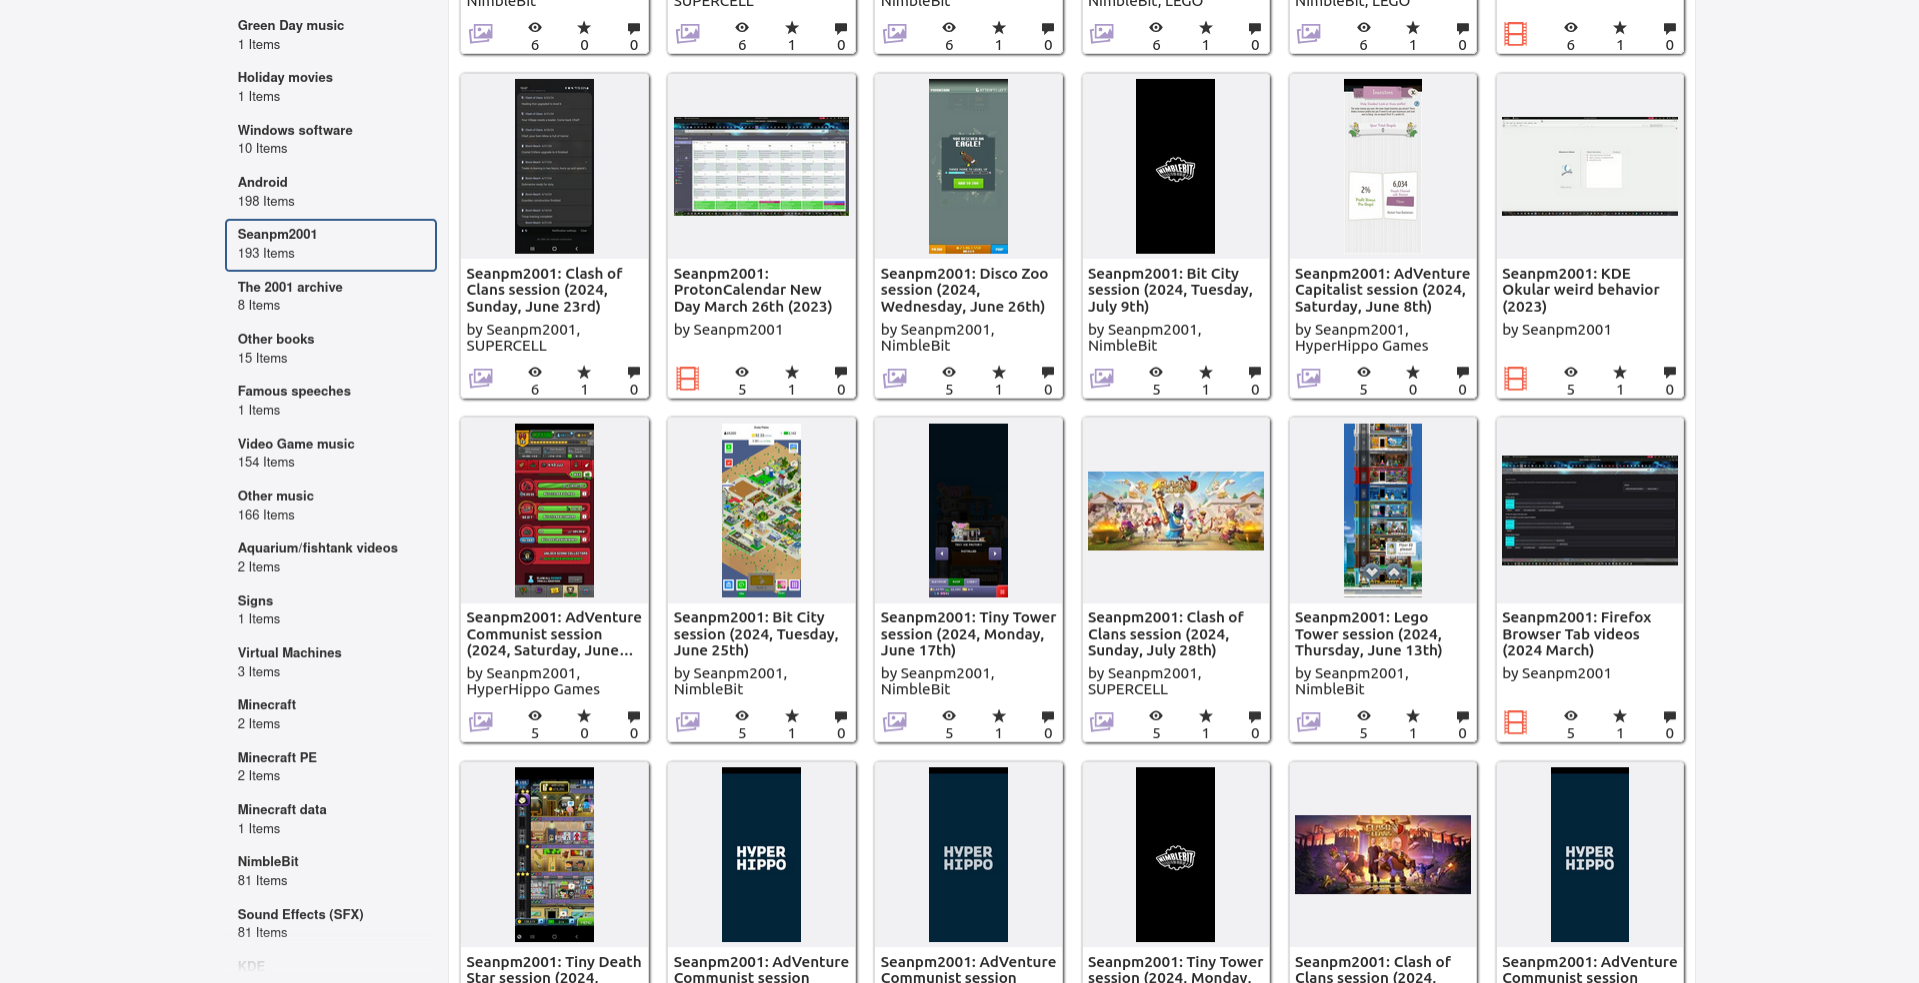 Green Day music
1 Items
Holiday movies
1 Items
Windows software
10 Items
Android
198 Items
Seanpm2001
193 Items
The 2001 archive
8 Items
Other books
15 Items
Famous speeches
1 Items
Video Game music
154 Items
Other music
166 Items
Aquarium/fishtank videos
2 Items
Signs
1 Items
Virtual Machines
3 Items
Minecraft
2 Items
Minecraft PE
2 Items
Minecraft data
1 Items
NimbleBit
81 Items
Sound Effects (SFX)
81 Items
KDE
NimbleBit
6 0 0
SUPERCELL
6 1 0
NimbleBit
6 1 0
NimbleBit, LEGO
6 1 0
NimbleBit, LEGO
6 1 0
6 1 0
Seanpm2001: Clash of
Clans session (2024,
Sunday, June 23rd)
by Seanpm2001,
SUPERCELL
6 1 0
Seanpm2001:
ProtonCalendar New
Day March 26th (2023)
by Seanpm2001
5 1 0
EAGLE!
Seanpm2001: Disco Zoo
session (2024,
Wednesday, June 26th)
by Seanpm2001,
NimbleBit
5 1 0
NIMBLEBIT
Seanpm2001: Bit City
session (2024, Tuesday,
July 9th)
by Seanpm2001,
NimbleBit
5 1 0
Investors
2%
6,034
Seanpm2001: AdVenture
Capitalist session (2024,
Saturday, June 8th)
by Seanpm2001,
HyperHippo Games
5 0 0
Seanpm2001: KDE
Okular weird behavior
(2023)
by Seanpm2001
5 1 0
Seanpm2001: AdVenture
Communist session
(2024, Saturday, June...
by Seanpm2001,
HyperHippo Games
5 0 0
Seanpm2001: Bit City
session (2024, Tuesday,
June 25th)
by Seanpm2001,
NimbleBit
5 1 0
Seanpm2001: Tiny Tower
session (2024, Monday,
June 17th)
by Seanpm2001,
NimbleBit
5 1 0
Seanpm2001: Clash of
Clans session (2024,
Sunday, July 28th)
by Seanpm2001,
SUPERCELL
5 1 0
Seanpm2001: Lego
Tower session (2024,
Thursday, June 13th)
by Seanpm2001,
NimbleBit
5 1 0
Seanpm2001: Firefox
Browser Tab videos
(2024 March)
by Seanpm2001
5 1 0
Seanpm2001: Tiny Death
Star session (2024,
HYPER
HIPPO
Seanpm2001: AdVenture
Communist session
HYPER
HIPPO
Seanpm2001: AdVenture
Communist session
NIMBLEBIT
Seanpm2001: Tiny Tower
session (2024, Monday,
Seanpm2001: Clash of
Clans session (2024,
HYPER
HIPPO
Seanpm2001: AdVenture
Communist session